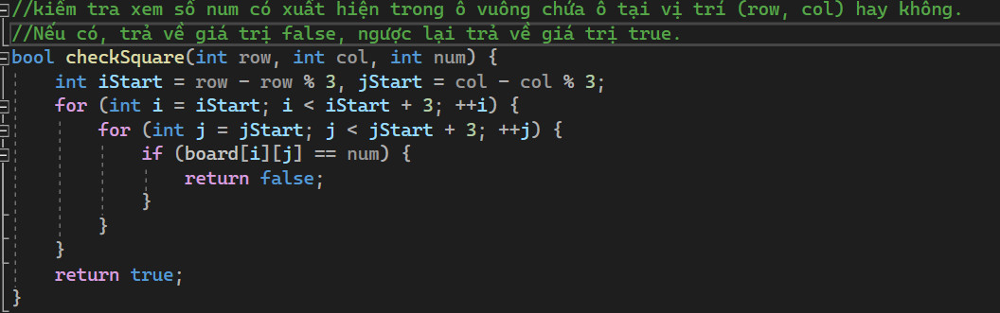 //kiểm tra xem số num có xuất hiện trong ô vuông chứa ô tại vị trí (row, col) hay không.
//Nếu có, trả về giá trị false, ngược lại trả về giá trị true.
bool checkSquare(int row, int col, int num) {
    int iStart = row - row % 3, jStart = col - col % 3;
    for (int i = iStart; i < iStart + 3; ++i) {
        for (int j = jStart; j < jStart + 3; ++j) {
            if (board[i][j] == num) {
                return false;
            }
        }
    }
    return true;
}